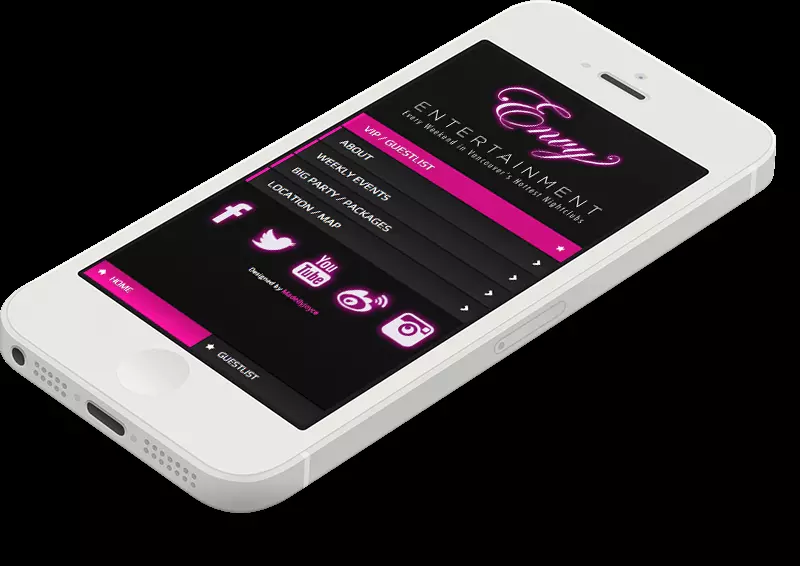 Envy
ENTERTAINMENT
Every Weekend in Vancouver's Hottest Nightclubs
VIP / GUESTLIST
ABOUT
WEEKLY EVENTS
BIG PARTY / PACKAGES
LOCATION / MAP
f
You
Tube
Designed by MadeByJoyce
HOME
GUESTLIST